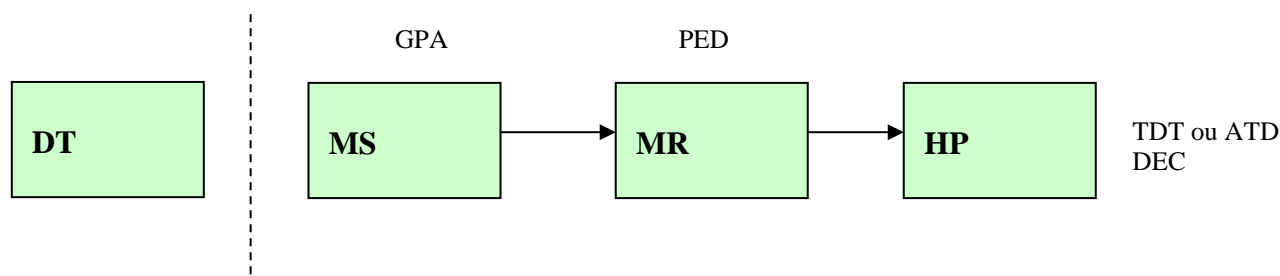 GPA
PED
DT
MS
MR
HP
TDT ou ATD
DEC